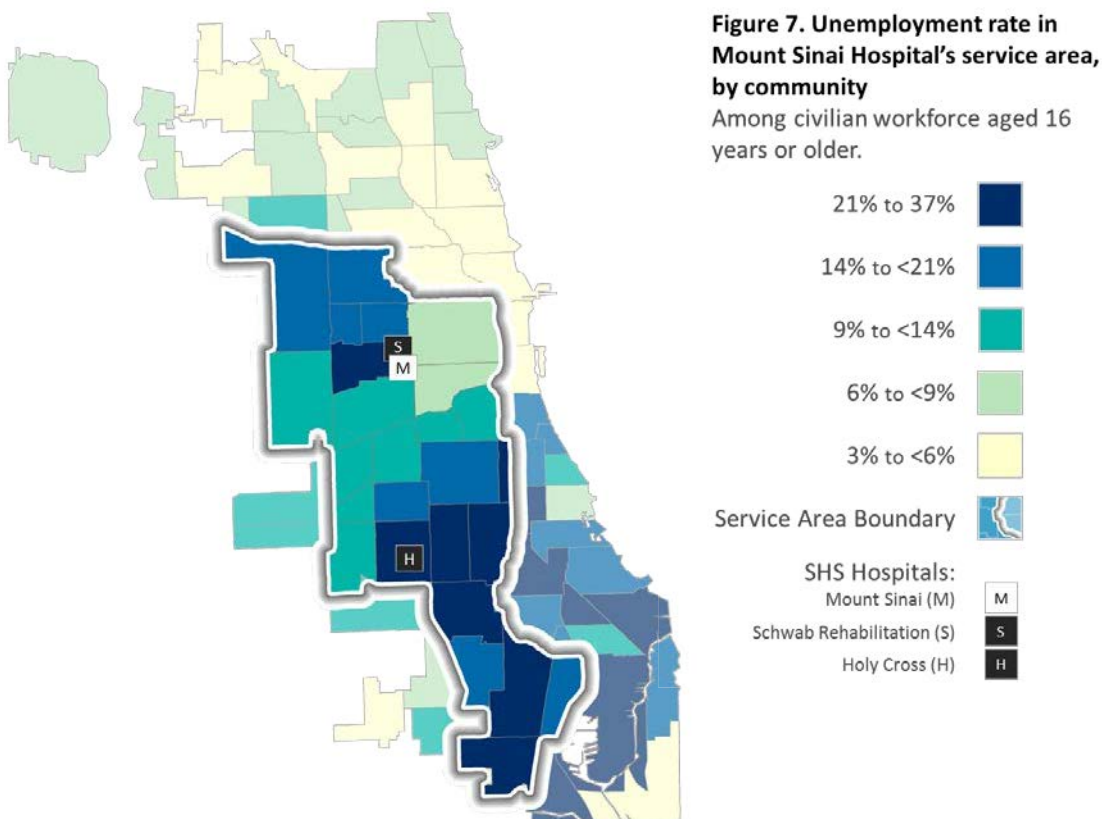 Figure 7. Unemployment rate in
Mount Sinai Hospital's service area,
by community
Among civilian workforce aged 16
years or older.
21% to 37%
14% to <21%
9% to <14%
6% to <9%
3% to <6%
Service Area Boundary
SHS Hospitals:
Mount Sinai (M) M
Schwab Rehabilitation (S) S
Holy Cross (H) H
S
M
H